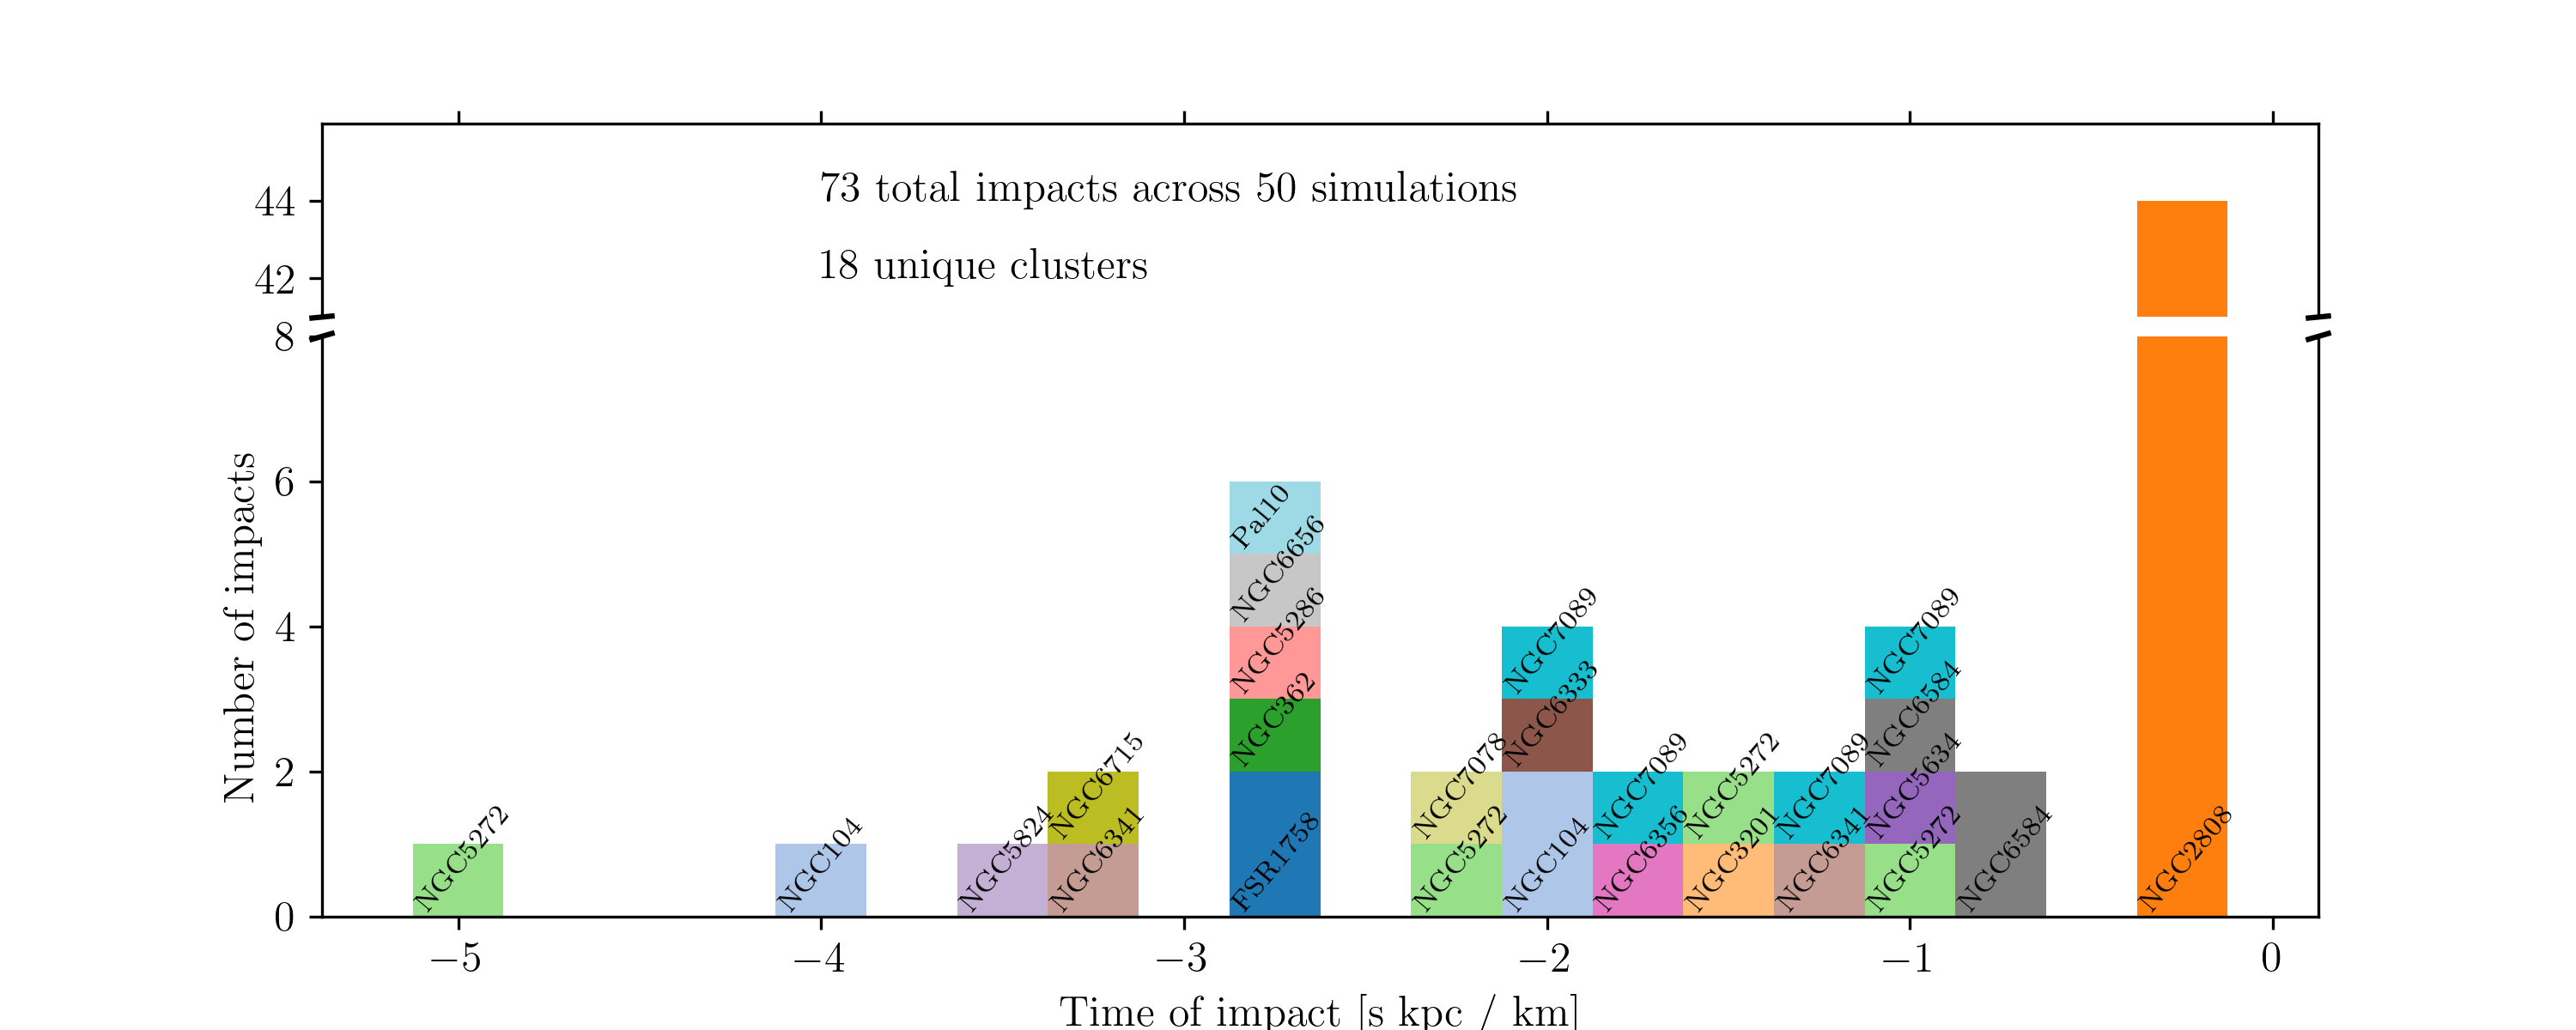 73 total impacts across 50 simulations
18 unique clusters
44
42
8
6
4
2
0
Number of impacts
NGC5272
NGC104
NGC5824
NGC6715
NGC6341
Pal10
NGC6656
NGC5286
NGC362
FSR1758
NGC7078
NGC5272
NGC7089
NGC6333
NGC104
NGC7089
NGC6356
NGC5272
NGC3201
NGC7089
NGC6341
NGC7089
NGC6584
NGC5634
NGC5272
NGC6584
NGC2808
−5 −4 −3 −2 −1 0
Time of impact [s kpc / km]